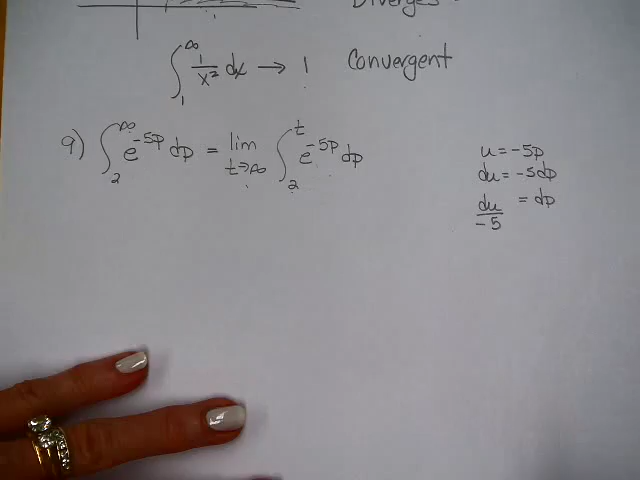 Diverges
∫₁^∞ 1/x² dx → 1 Convergent
9) ∫₂^∞ e^(-5p) dp = lim t→∞ ∫₂^t e^(-5p) dp
u = -5p
du = -5dp
du/-5 = dp